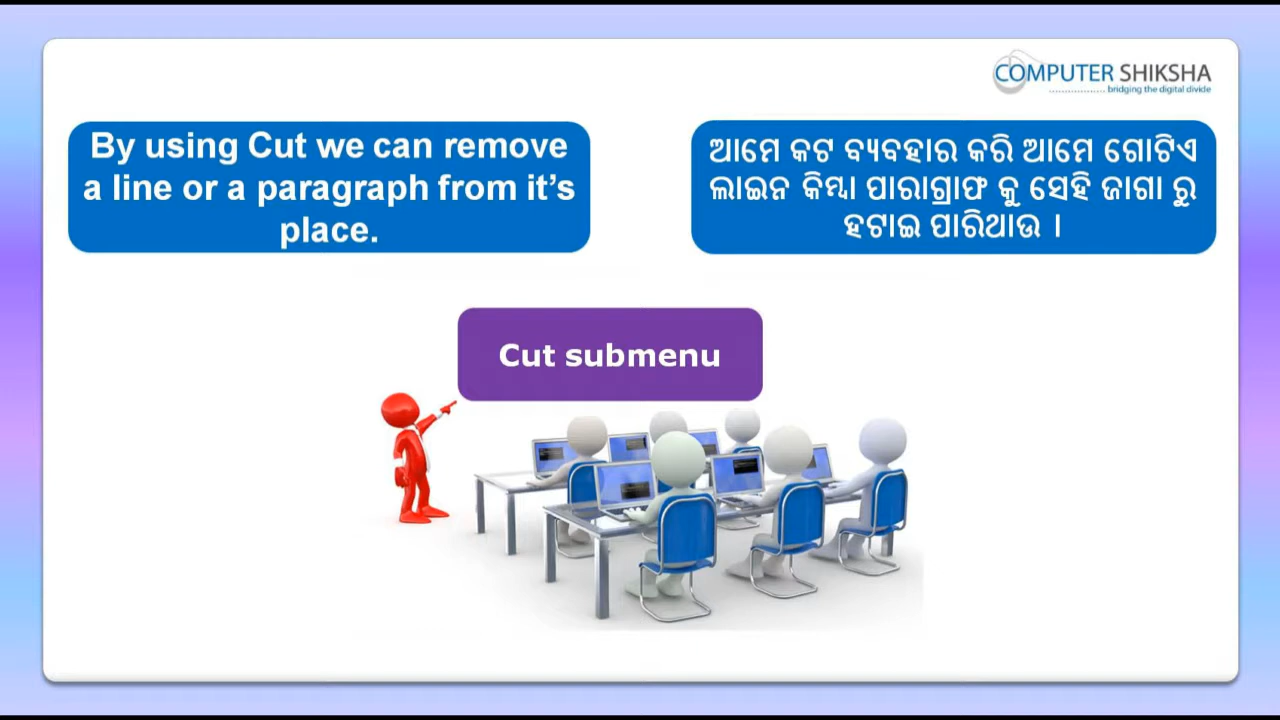 COMPUTER SHIKSHA
bridging the digital divide
By using Cut we can remove
a line or a paragraph from it's
place.
ଆମେ କଟ ବ୍ୟବହାର କରି ଆମେ ଗୋଟିଏ
ଲାଇନ କିମ୍ବା ପାରାଗ୍ରାଫ କୁ ସେହି ଜାଗା ରୁ
ହଟାଇ ପାରିଥାଉ ।
Cut submenu